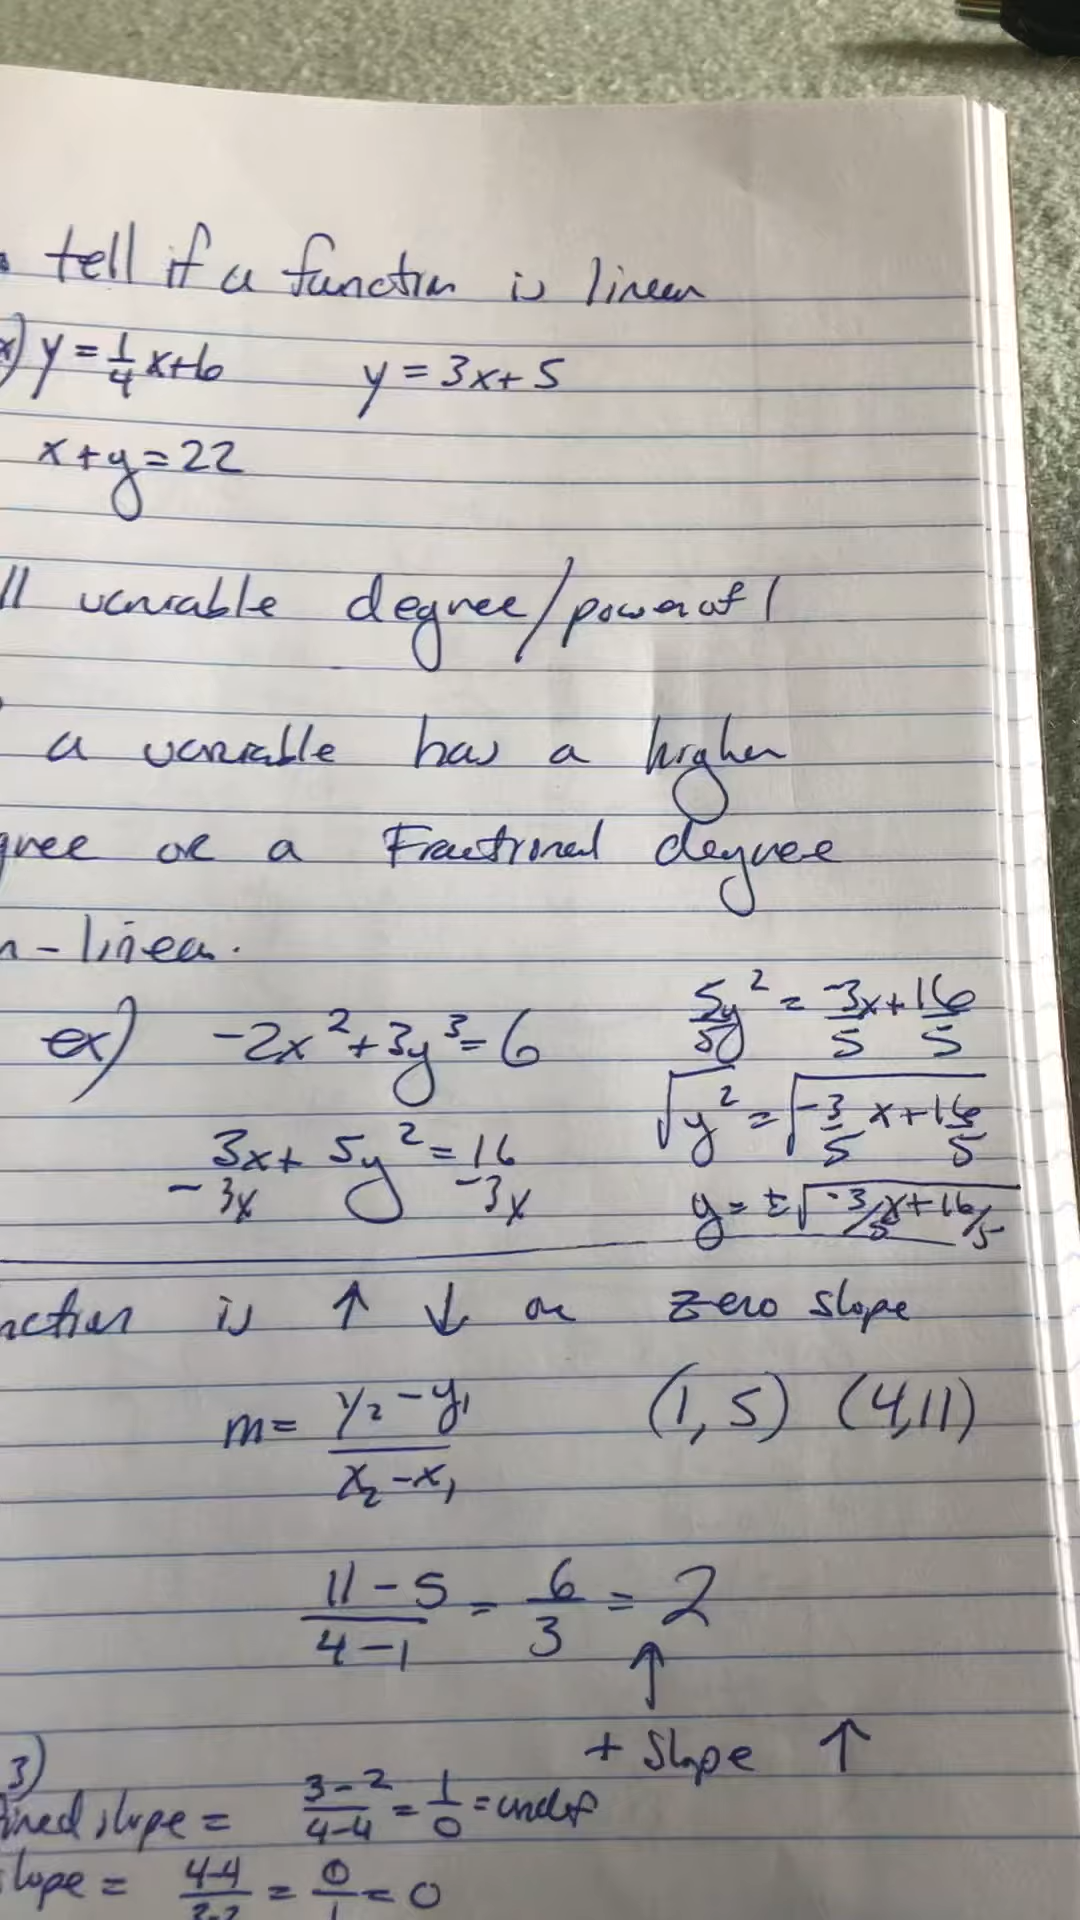 tell if a function is linear
x) y = 1/4 x+6 y = 3x+5
x+y=22
ll variable degree/power of 1
a variable has a higher
gree or a Fractional degree
n-linear.
ex) -2x²+3y³=6 5y²/5 = -3x/5 + 16/5
√y² = √-3/5 x+16/5
3x+ 5y²=16
-3x -3x y= ±√-3/5x+16/5
nction is ↑ ↓ or zero slope
m= y₂-y₁/x₂-x₁ (1,5) (4,11)
11-5/4-1 = 6/3 = 2
↑
+ Slope ↑
3)
fined slope = 3-2/4-4 = 1/0 = undef
slope = 4-4/3-2 = 0/1 = 0